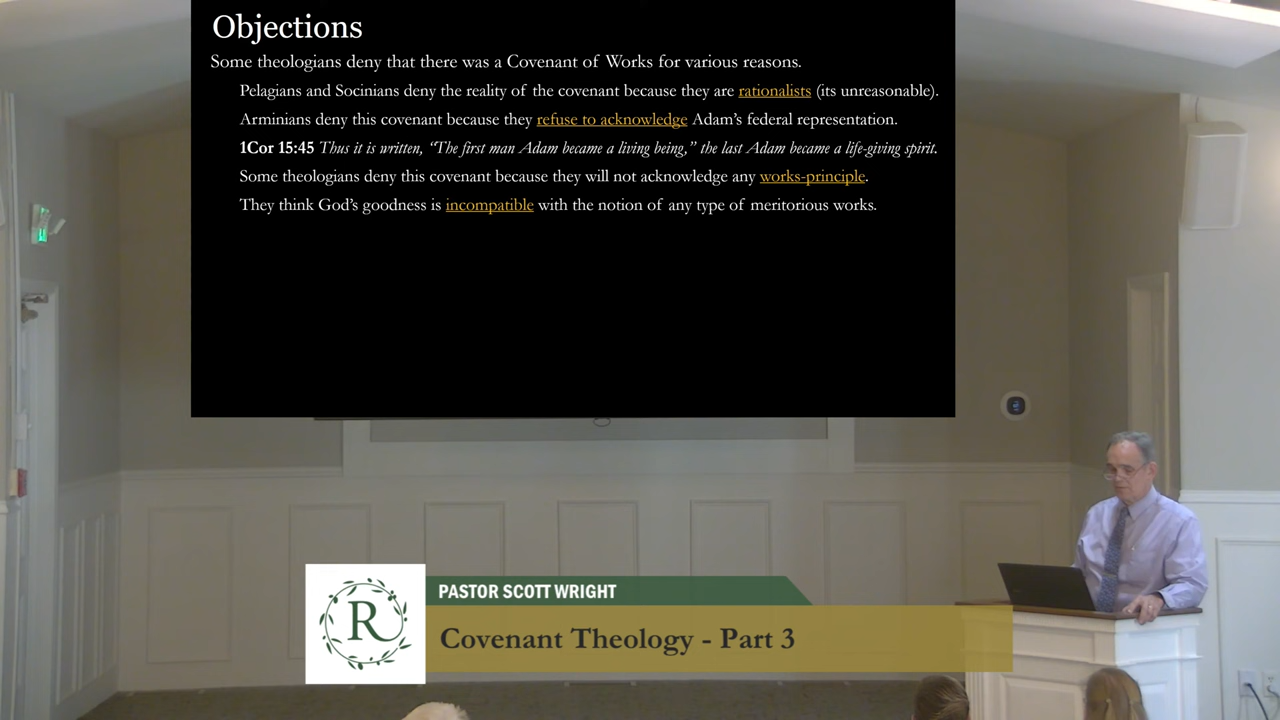 Objections
Some theologians deny that there was a Covenant of Works for various reasons.
Pelagians and Socinians deny the reality of the covenant because they are rationalists (its unreasonable).
Arminians deny this covenant because they refuse to acknowledge Adam’s federal representation.
1Cor 15:45 Thus it is written, “The first man Adam became a living being,” the last Adam became a life-giving spirit.
Some theologians deny this covenant because they will not acknowledge any works-principle.
They think God’s goodness is incompatible with the notion of any type of meritorious works.
R
PASTOR SCOTT WRIGHT
Covenant Theology - Part 3